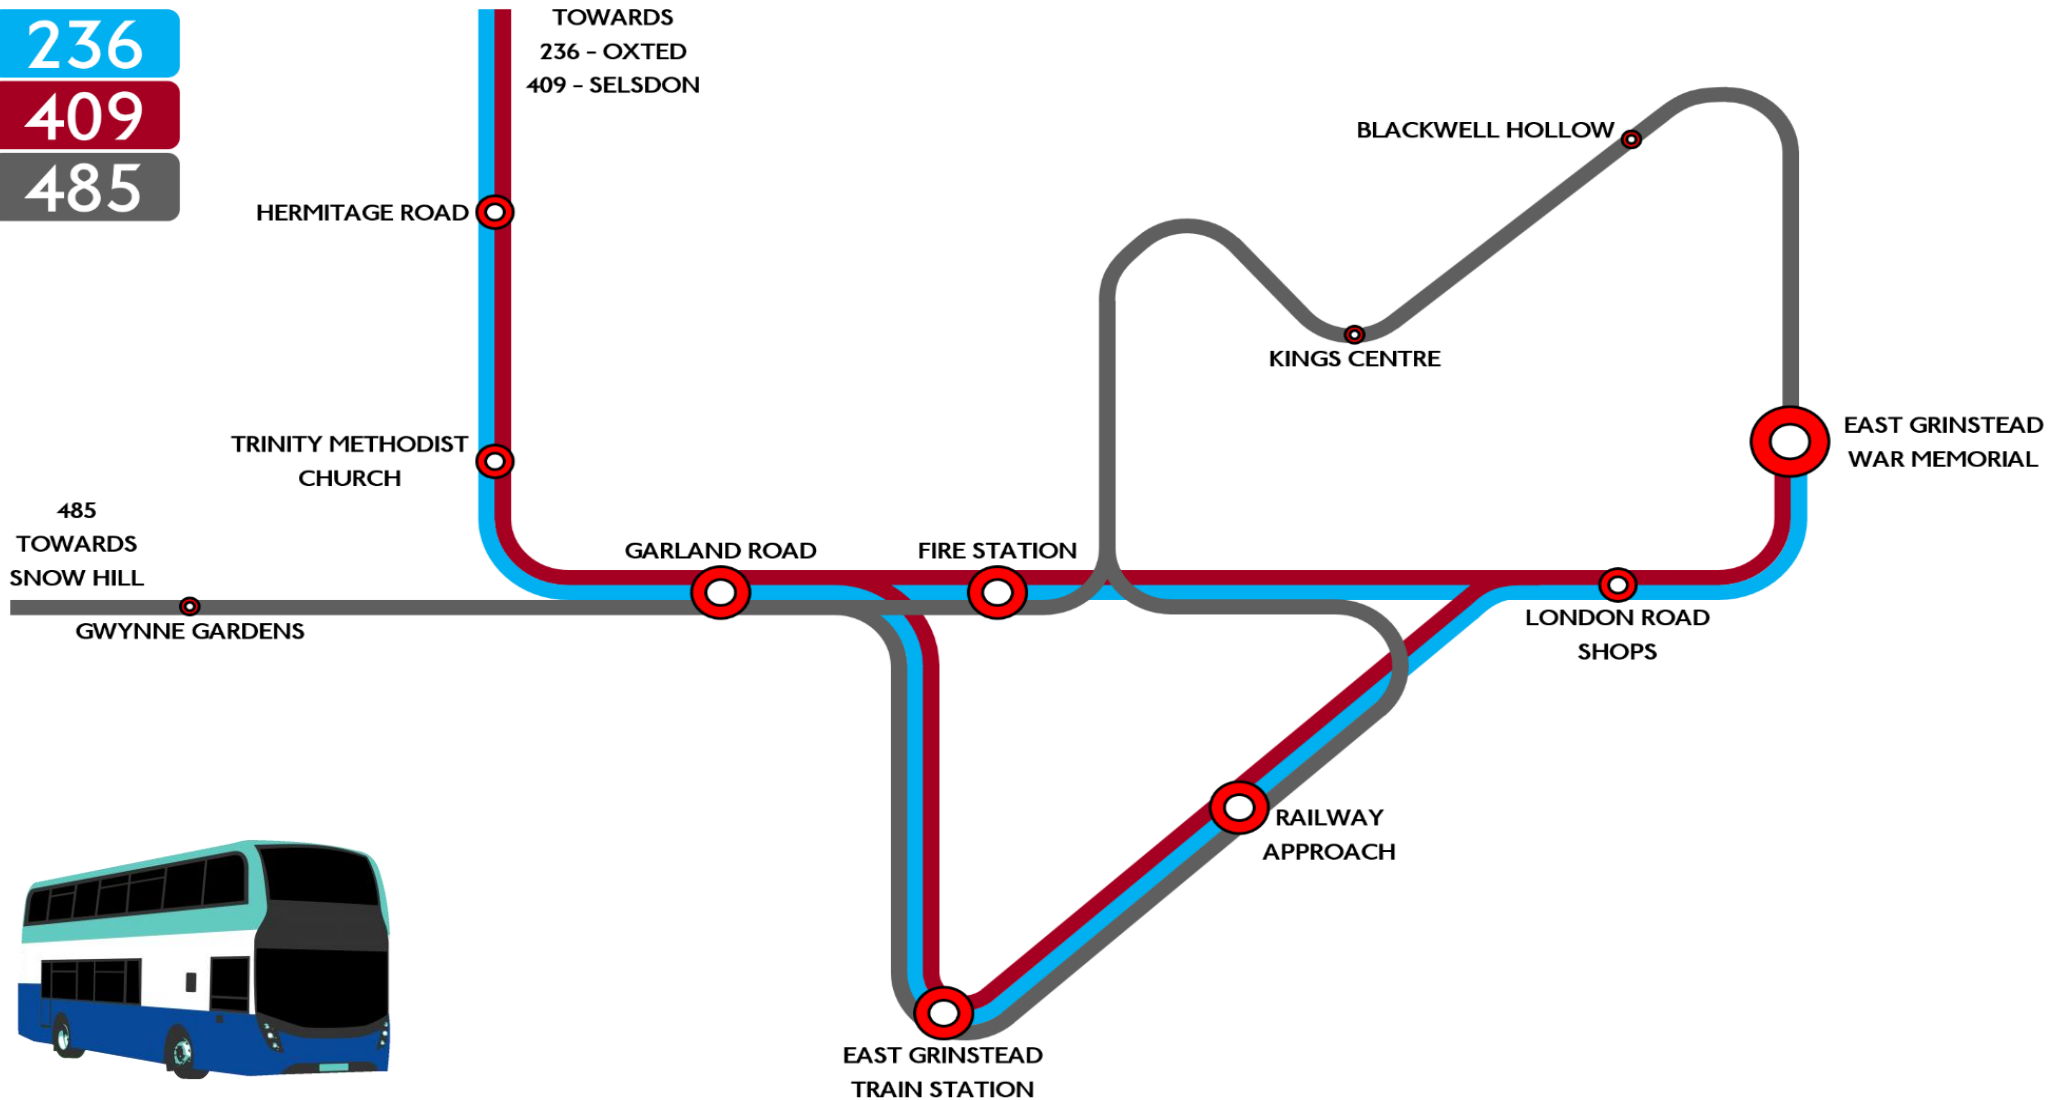 236
409
485
TOWARDS
236 - OXTED
409 - SELSDON
BLACKWELL HOLLOW
HERMITAGE ROAD
KINGS CENTRE
EAST GRINSTEAD
WAR MEMORIAL
TRINITY METHODIST
CHURCH
485
TOWARDS
SNOW HILL
GARLAND ROAD
FIRE STATION
GWYNNE GARDENS
LONDON ROAD
SHOPS
RAILWAY
APPROACH
EAST GRINSTEAD
TRAIN STATION